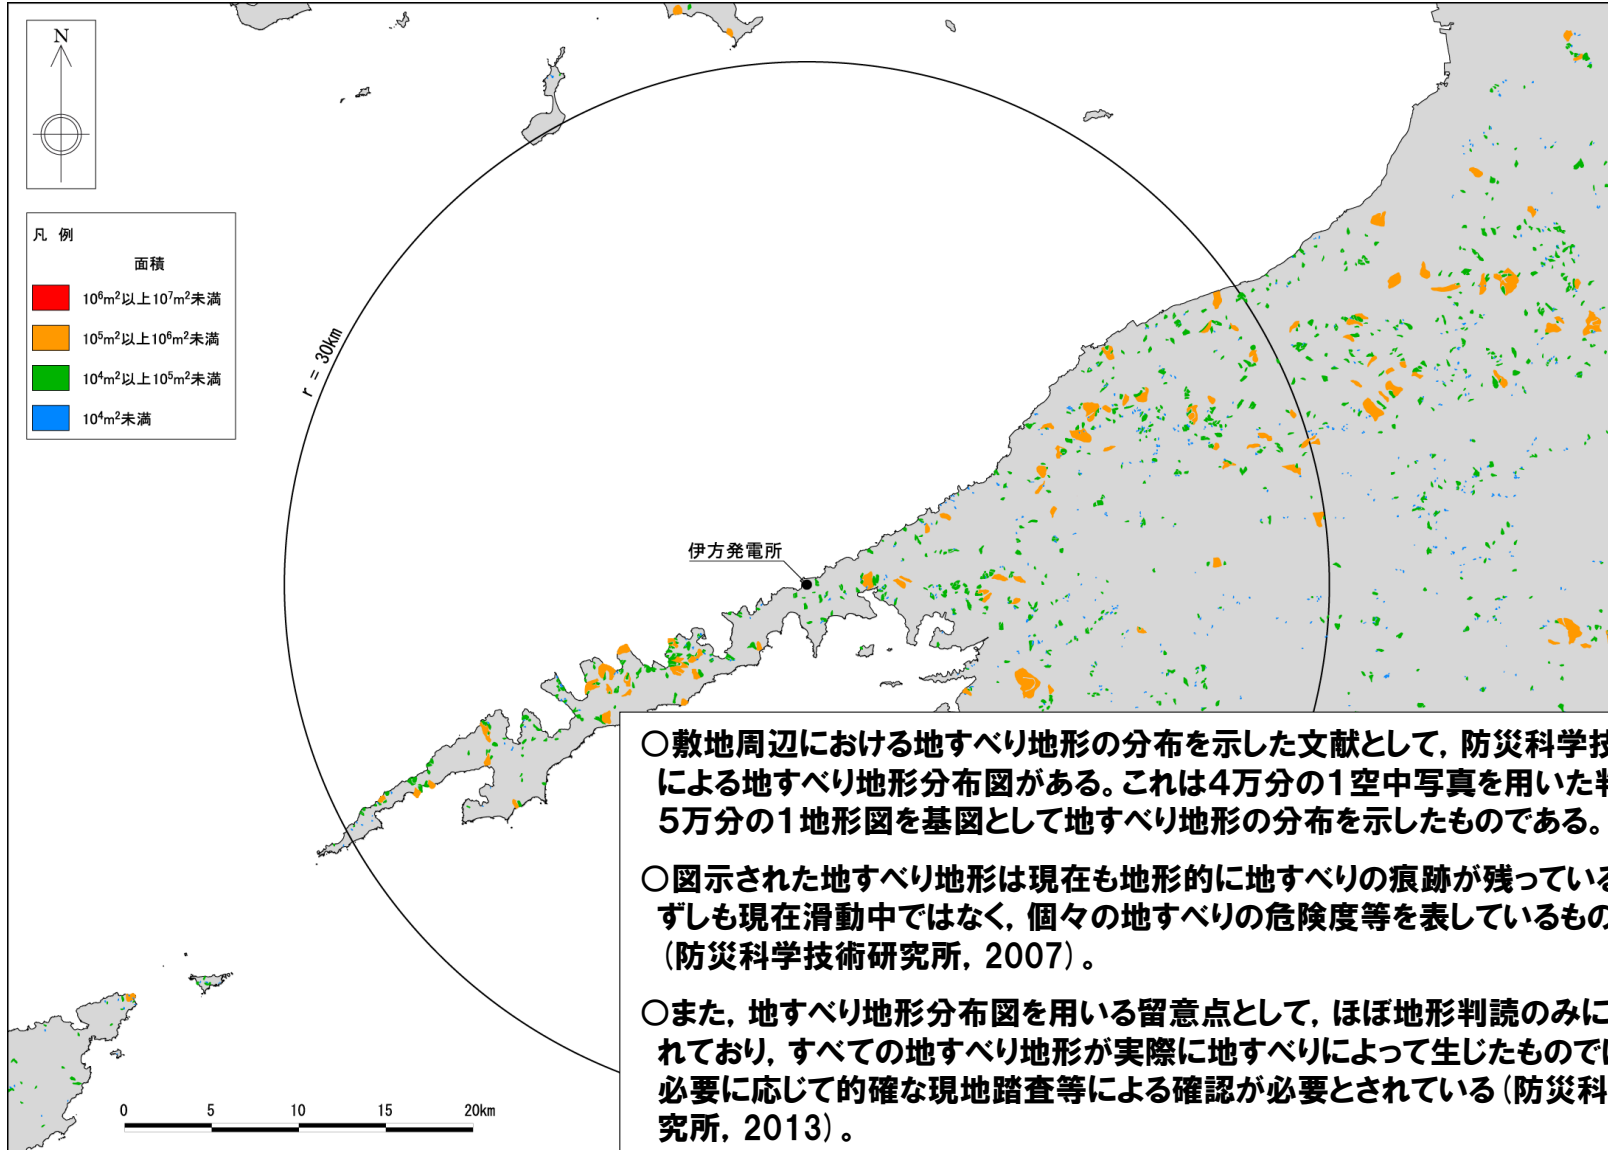 N
凡 例
面積
10⁶m²以上10⁷m²未満
10⁵m²以上10⁶m²未満
10⁴m²以上10⁵m²未満
10⁴m²未満
r = 30km
伊方発電所
○敷地周辺における地すべり地形の分布を示した文献として，防災科学技
による地すべり地形分布図がある。これは４万分の１空中写真を用いた判
５万分の１地形図を基図として地すべり地形の分布を示したものである。
○図示された地すべり地形は現在も地形的に地すべりの痕跡が残っている
ずしも現在滑動中ではなく，個々の地すべりの危険度等を表しているもの
（防災科学技術研究所，2007）。
○また，地すべり地形分布図を用いる留意点として，ほぼ地形判読のみに
れており，すべての地すべり地形が実際に地すべりによって生じたものでは
必要に応じて的確な現地踏査等による確認が必要とされている（防災科
究所，2013）。
0 5 10 15 20km